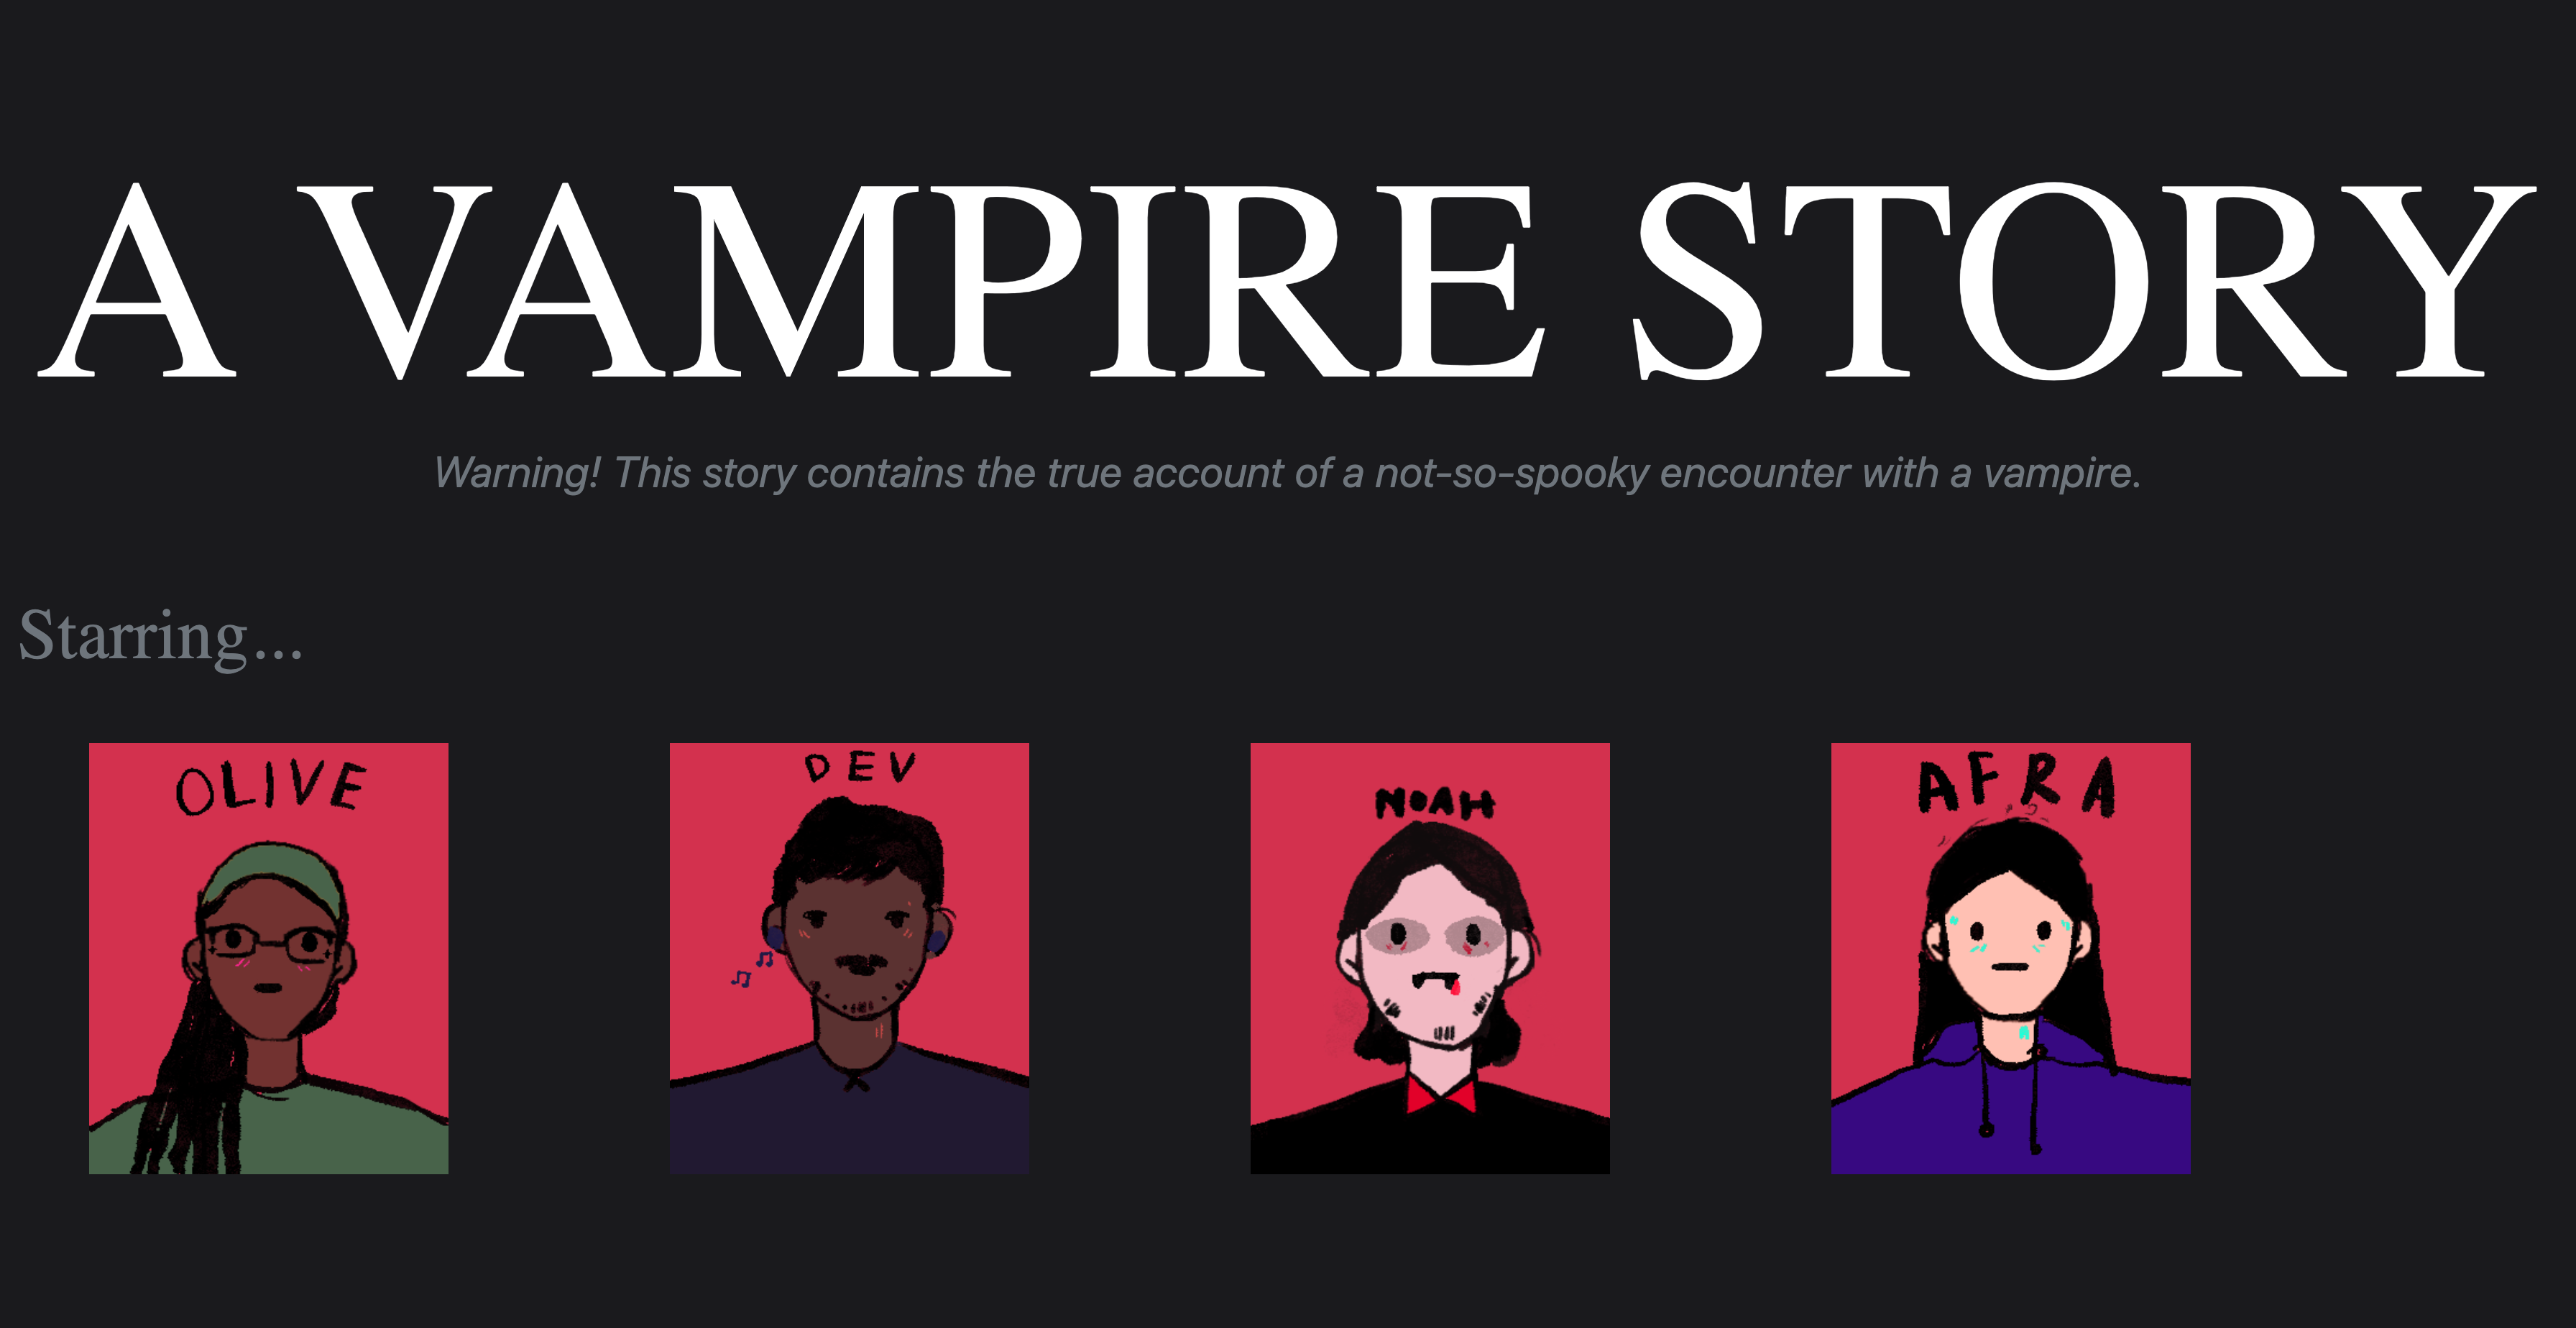 A VAMPIRE STORY
Warning! This story contains the true account of a not-so-spooky encounter with a vampire.
Starring...
OLIVE
DEV
NOAH
AFRA